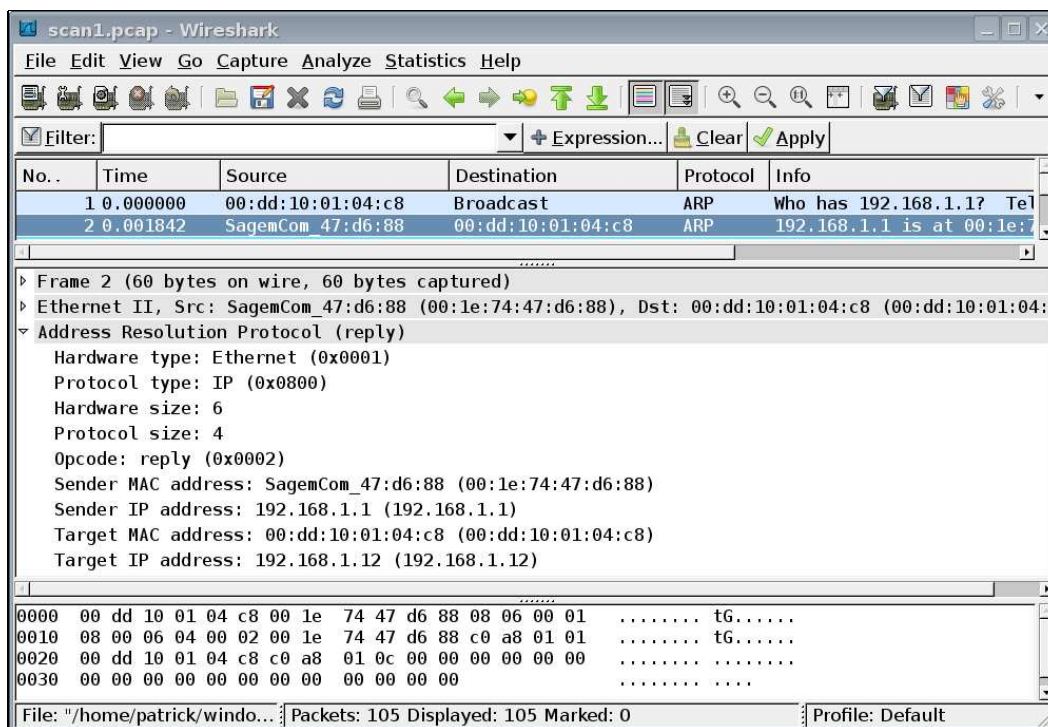 scan1.pcap - Wireshark
File Edit View Go Capture Analyze Statistics Help
Filter: Expression... Clear Apply
No.. Time Source Destination Protocol Info
1 0.000000 00:dd:10:01:04:c8 Broadcast ARP Who has 192.168.1.1? Tel
2 0.001842 SagemCom_47:d6:88 00:dd:10:01:04:c8 ARP 192.168.1.1 is at 00:1e:7
Frame 2 (60 bytes on wire, 60 bytes captured)
Ethernet II, Src: SagemCom_47:d6:88 (00:1e:74:47:d6:88), Dst: 00:dd:10:01:04:c8 (00:dd:10:01:04:
Address Resolution Protocol (reply)
Hardware type: Ethernet (0x0001)
Protocol type: IP (0x0800)
Hardware size: 6
Protocol size: 4
Opcode: reply (0x0002)
Sender MAC address: SagemCom_47:d6:88 (00:1e:74:47:d6:88)
Sender IP address: 192.168.1.1 (192.168.1.1)
Target MAC address: 00:dd:10:01:04:c8 (00:dd:10:01:04:c8)
Target IP address: 192.168.1.12 (192.168.1.12)
0000 00 dd 10 01 04 c8 00 1e 74 47 d6 88 08 06 00 01 ........ tG......
0010 08 00 06 04 00 02 00 1e 74 47 d6 88 c0 a8 01 01 ........ tG......
0020 00 dd 10 01 04 c8 c0 a8 01 0c 00 00 00 00 00 00 ........ ........
0030 00 00 00 00 00 00 00 00 00 00 00 00 ........ ....
File: "/home/patrick/windo... Packets: 105 Displayed: 105 Marked: 0 Profile: Default